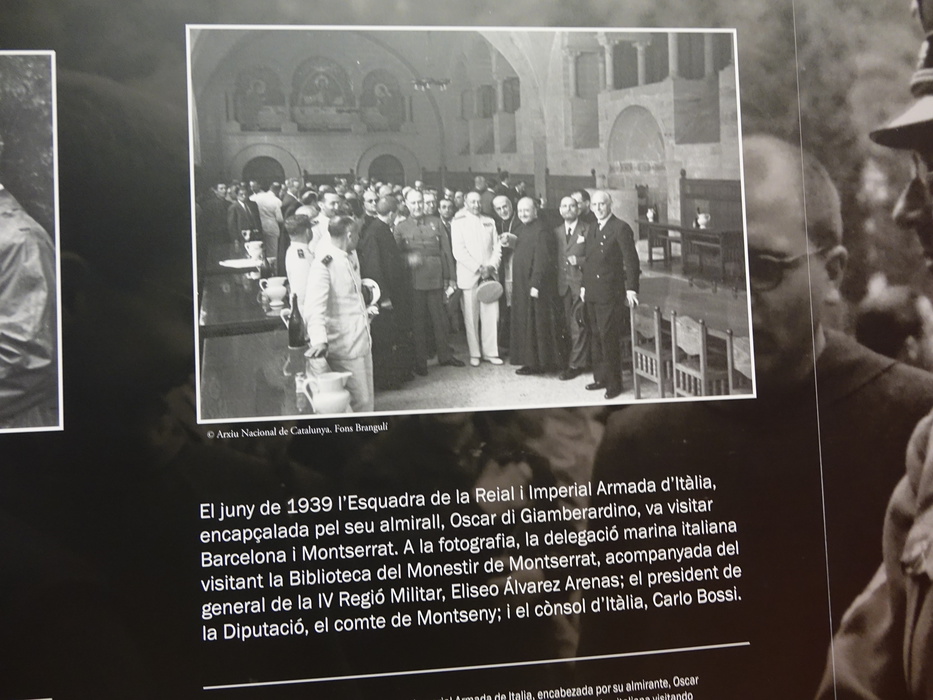 © Arxiu Nacional de Catalunya. Fons Brangulí
El juny de 1939 l'Esquadra de la Reial i Imperial Armada d'Itàlia,
encapçalada pel seu almirall, Oscar di Giamberardino, va visitar
Barcelona i Montserrat. A la fotografia, la delegació marina italiana
visitant la Biblioteca del Monestir de Montserrat, acompanyada del
general de la IV Regió Militar, Eliseo Álvarez Arenas; el president de
la Diputació, el comte de Montseny; i el cònsol d'Itàlia, Carlo Bossi.
Armada de Italia, encabezada por su almirante, Oscar
italiana visitando